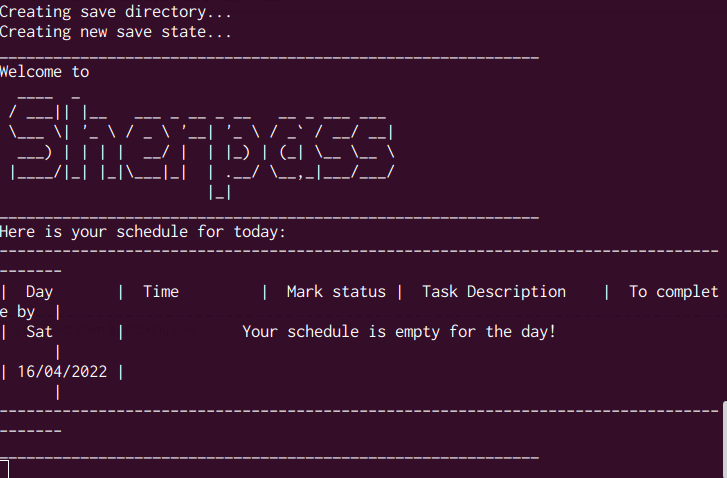 Creating save directory...
Creating new save state...
____________________________________________________________
Welcome to
  ____  _
 / ___|| |__   ___ _ __ _ __   __ _ ___ ___
 \___ \| '_ \ / _ \ '__| '_ \ / _` / __/ __|
  ___) | | | |  __/ |  | |_) | (_| \__ \__ \
 |____/|_| |_|\___|_|  | .__/ \__,_|___/___/
                       |_|
____________________________________________________________
Here is your schedule for today:
--------------------------------------------------------------------------------
-------
|  Day       |  Time         |  Mark status |  Task Description    |  To complet
e by  |
|  Sat       |             Your schedule is empty for the day!
      |
| 16/04/2022 |
      |
--------------------------------------------------------------------------------
-------
____________________________________________________________